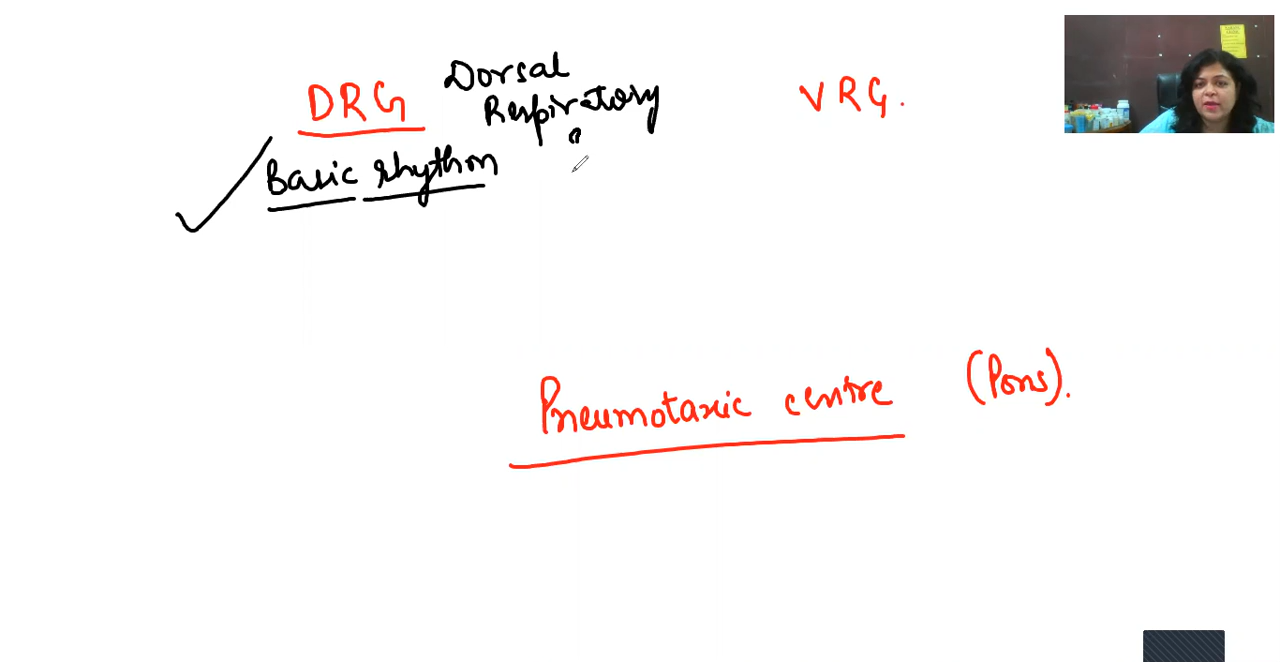 DRG
Dorsal
Respiratory
VRG.
Basic rhythm
Pneumotaxic centre (Pons).